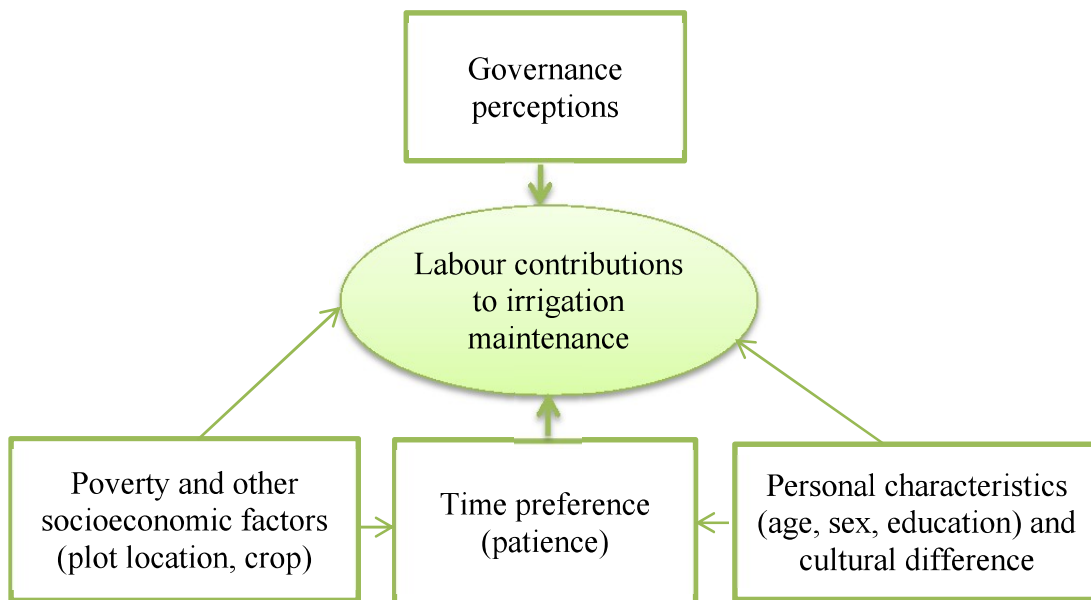 Governance
perceptions
Labour contributions
to irrigation
maintenance
Poverty and other
socioeconomic factors
(plot location, crop)
Time preference
(patience)
Personal characteristics
(age, sex, education) and
cultural difference